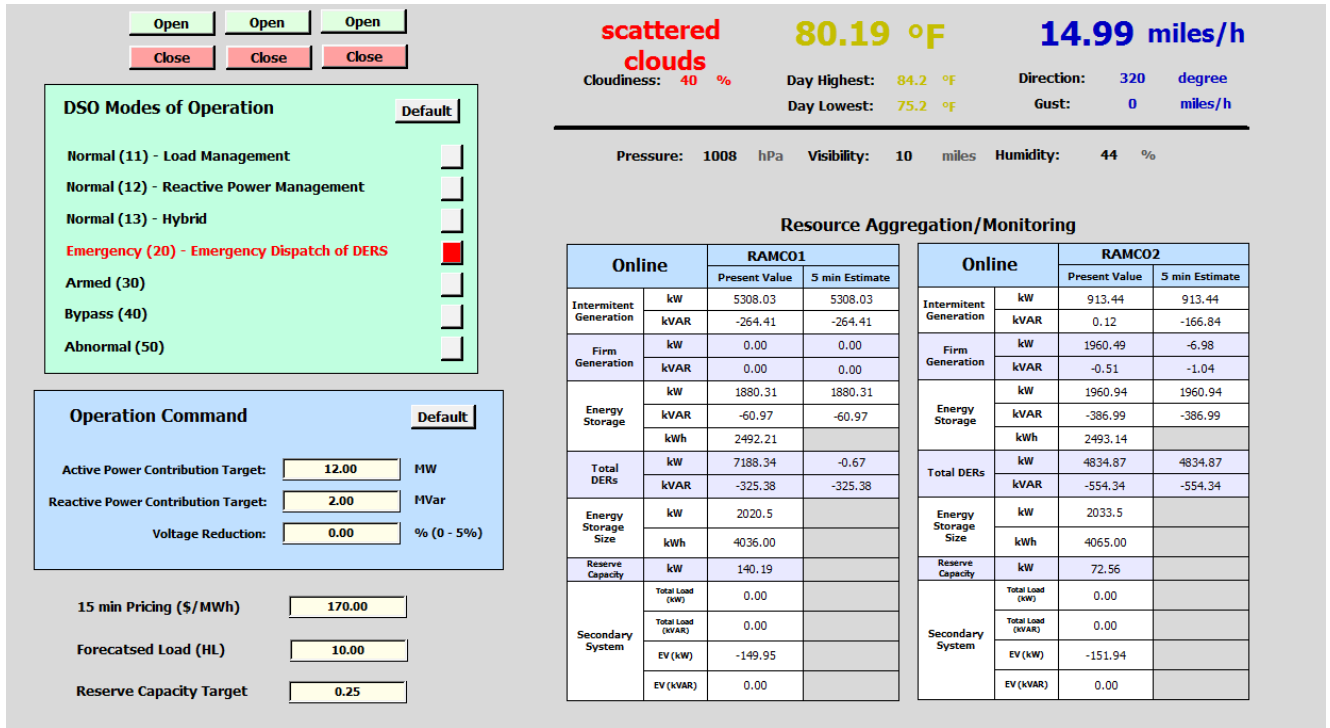 Open Open Open
Close Close Close
DSO Modes of Operation Default
Normal (11) - Load Management
Normal (12) - Reactive Power Management
Normal (13) - Hybrid
Emergency (20) - Emergency Dispatch of DERS
Armed (30)
Bypass (40)
Abnormal (50)
Operation Command Default
Active Power Contribution Target: 12.00 MW
Reactive Power Contribution Target: 2.00 MVar
Voltage Reduction: 0.00 % (0 - 5%)
15 min Pricing ($/MWh) 170.00
Forecatsed Load (HL) 10.00
Reserve Capacity Target 0.25
scattered
clouds
80.19 °F
14.99 miles/h
Cloudiness: 40 %
Day Highest: 84.2 °F
Direction: 320 degree
Day Lowest: 75.2 °F
Gust: 0 miles/h
Pressure: 1008 hPa Visibility: 10 miles Humidity: 44 %
Resource Aggregation/Monitoring
Online RAMCO1
Present Value 5 min Estimate
Intermitent
Generation
kW 5308.03 5308.03
kVAR -264.41 -264.41
Firm
Generation
kW 0.00 0.00
kVAR 0.00 0.00
Energy
Storage
kW 1880.31 1880.31
kVAR -60.97 -60.97
kWh 2492.21
Total
DERs
kW 7188.34 -0.67
kVAR -325.38 -325.38
Energy
Storage
Size
kW 2020.5
kWh 4036.00
Reserve
Capacity
kW 140.19
Secondary
System
Total Load
(kW)
0.00
Total Load
(kVAR)
0.00
EV (kW) -149.95
EV (kVAR) 0.00
Online RAMCO2
Present Value 5 min Estimate
Intermitent
Generation
kW 913.44 913.44
kVAR 0.12 -166.84
Firm
Generation
kW 1960.49 -6.98
kVAR -0.51 -1.04
Energy
Storage
kW 1960.94 1960.94
kVAR -386.99 -386.99
kWh 2493.14
Total DERs
kW 4834.87 4834.87
kVAR -554.34 -554.34
Energy
Storage
Size
kW 2033.5
kWh 4065.00
Reserve
Capacity
kW 72.56
Secondary
System
Total Load
(kW)
0.00
Total Load
(kVAR)
0.00
EV (kW) -151.94
EV (kVAR) 0.00